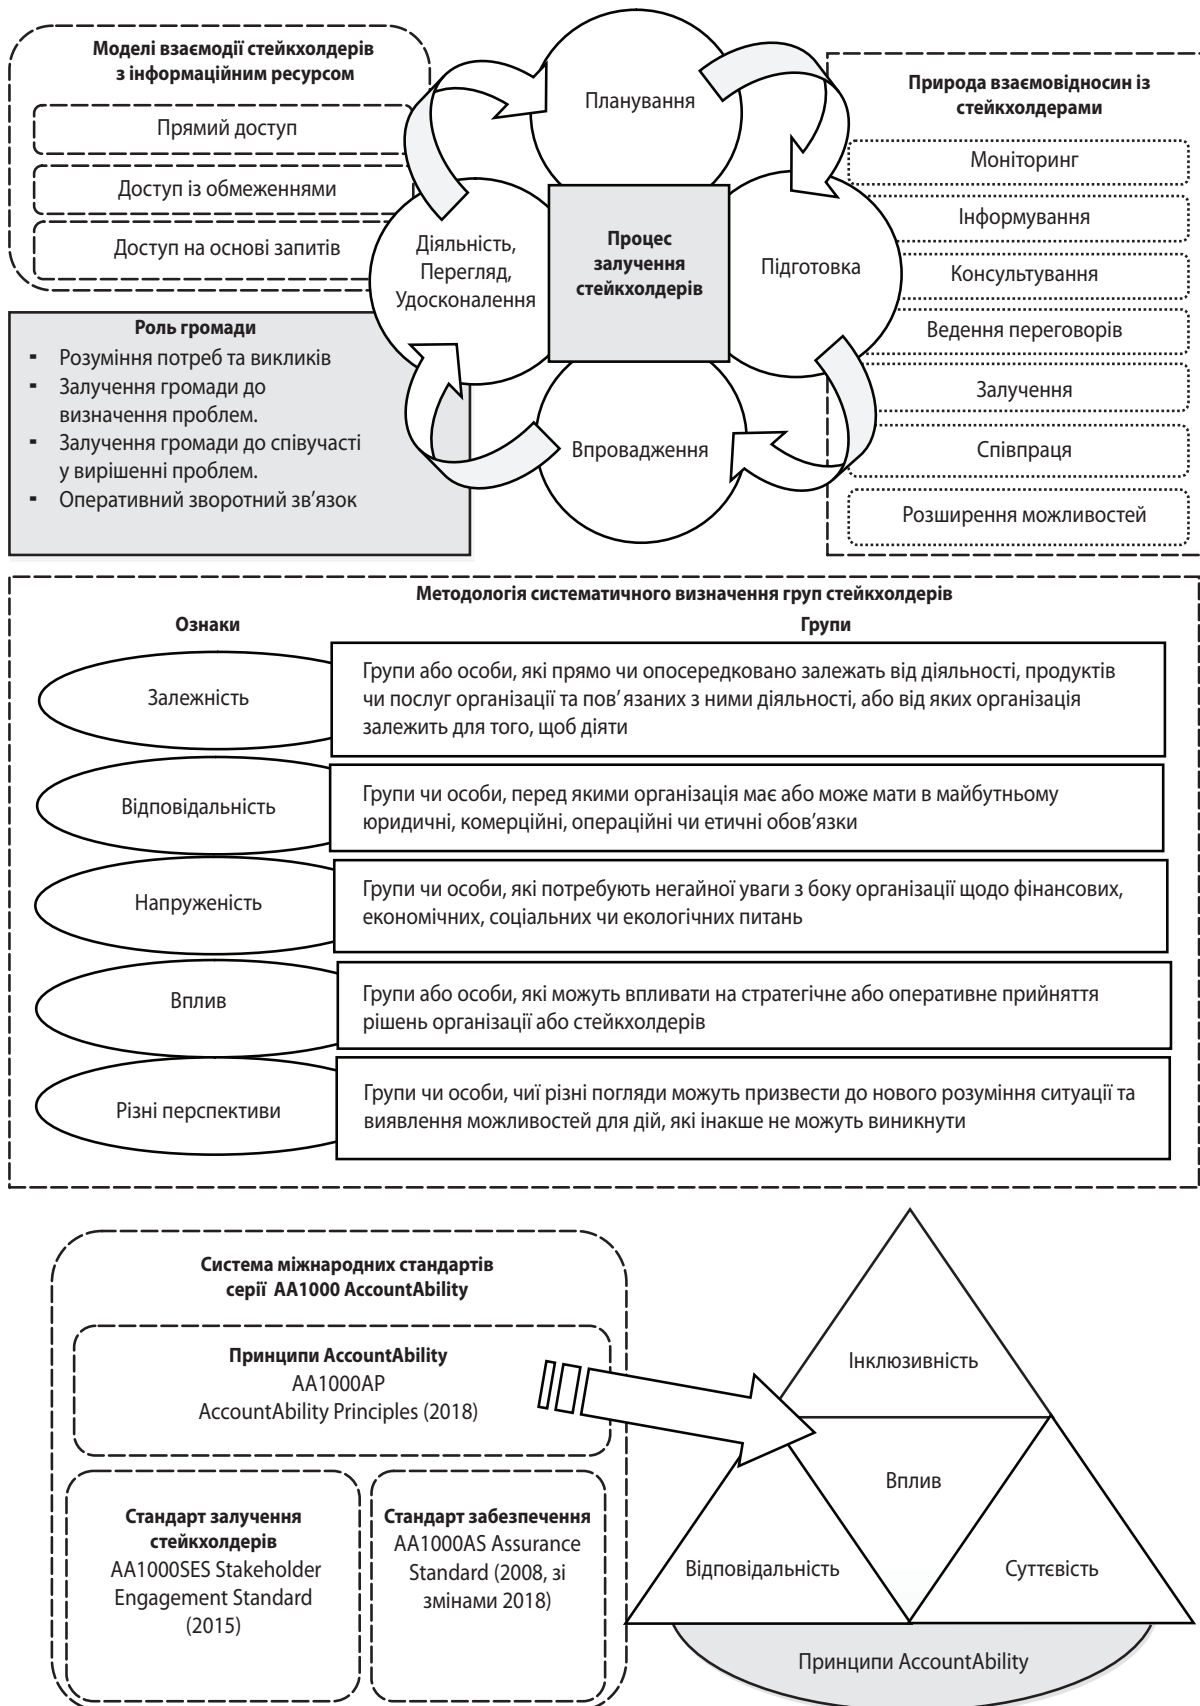 Моделі взаємодії стейкхолдерів
з інформаційним ресурсом
Прямий доступ
Доступ із обмеженнями
Доступ на основі запитів
Планування
Підготовка
Впровадження
Діяльність,
Перегляд,
Удосконалення
Процес
залучення
стейкхолдерів
Природа взаємовідносин із
стейкхолдерами
Моніторинг
Інформування
Консультування
Ведення переговорів
Залучення
Співпраця
Розширення можливостей
Роль громади
- Розуміння потреб та викликів
- Залучення громади до
визначення проблем.
- Залучення громади до співучасті
у вирішенні проблем.
- Оперативний зворотний зв'язок
Методологія систематичного визначення груп стейкхолдерів
Ознаки
Групи
Залежність
Групи або особи, які прямо чи опосередковано залежать від діяльності, продуктів
чи послуг організації та пов' язаних з ними діяльності, або від яких організація
залежить для того, щоб діяти
Відповідальність
Групи чи особи, перед якими організація має або може мати в майбутньому
юридичні, комерційні, операційні чи етичні обов'язки
Напруженість
Групи чи особи, які потребують негайної уваги з боку організації щодо фінансових,
економічних, соціальних чи екологічних питань
Вплив
Групи або особи, які можуть впливати на стратегічне або оперативне прийняття
рішень організації або стейкхолдерів
Різні перспективи
Групи чи особи, чиї різні погляди можуть призвести до нового розуміння ситуації та
виявлення можливостей для дій, які інакше не можуть виникнути
Система міжнародних стандартів
серії АА1000 AccountAbility
Принципи AccountAbility
AA1000AP
AccountAbility Principles (2018)
Стандарт залучення
стейкхолдерів
AA1000SES Stakeholder
Engagement Standard
(2015)
Стандарт забезпечення
AA1000AS Assurance
Standard (2008, зі
змінами 2018)
Інклюзивність
Вплив
Відповідальність
Суттєвість
Принципи AccountAbility